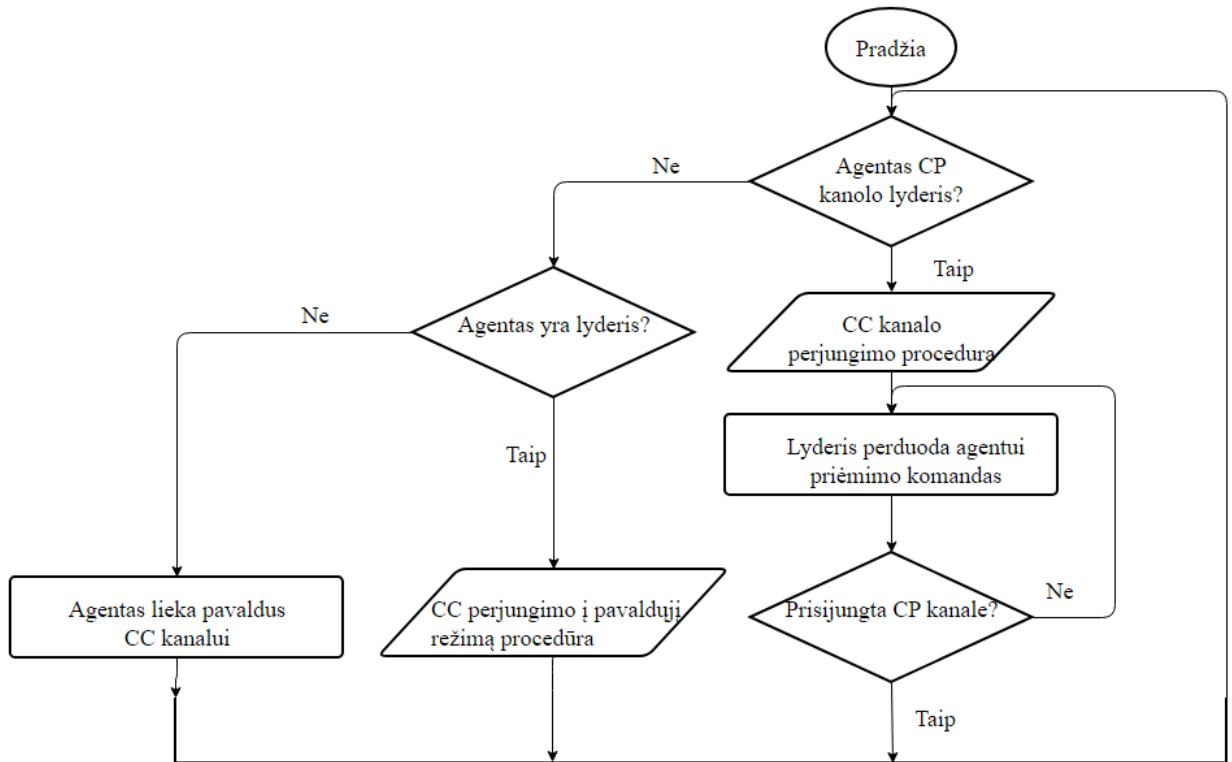 Pradžia
Agentas CP
kanolo lyderis?
Ne
Taip
Agentas yra lyderis?
Ne
Taip
CC kanalo
perjungimo procedura
Lyderis perduoda agentui
priėmimo komandas
Prisijungta CP kanale?
Ne
Taip
Agentas lieka pavaldus
CC kanalui
CC perjungimo į pavaldųjį
režimą procedūra